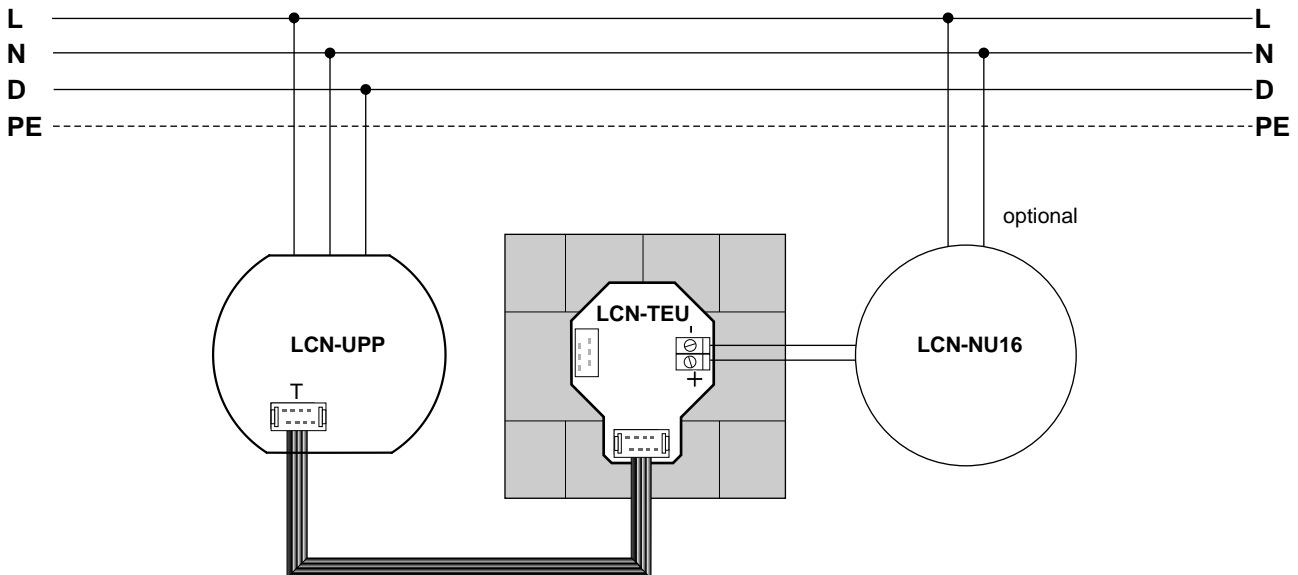 L L
N N
D D
PE PE
optional
LCN-TEU
LCN-UPP
-
LCN-NU16
+
T